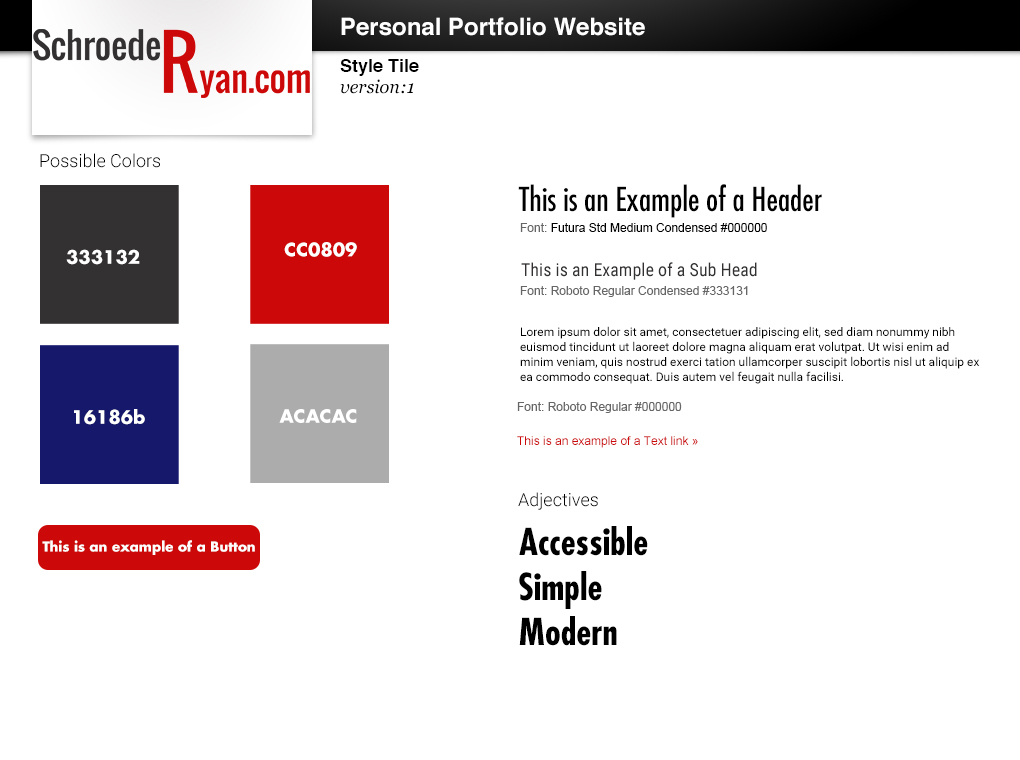 SchroedeRyan.com
Personal Portfolio Website
Style Tile
version:1
Possible Colors
333132
CC0809
16186b
ACACAC
This is an example of a Button
This is an Example of a Header
Font: Futura Std Medium Condensed #000000
This is an Example of a Sub Head
Font: Roboto Regular Condensed #333131
Lorem ipsum dolor sit amet, consectetuer adipiscing elit, sed diam nonummy nibh
euismod tincidunt ut laoreet dolore magna aliquam erat volutpat. Ut wisi enim ad
minim veniam, quis nostrud exerci tation ullamcorper suscipit lobortis nisl ut aliquip ex
ea commodo consequat. Duis autem vel feugait nulla facilisi.
Font: Roboto Regular #000000
This is an example of a Text link »
Adjectives
Accessible
Simple
Modern